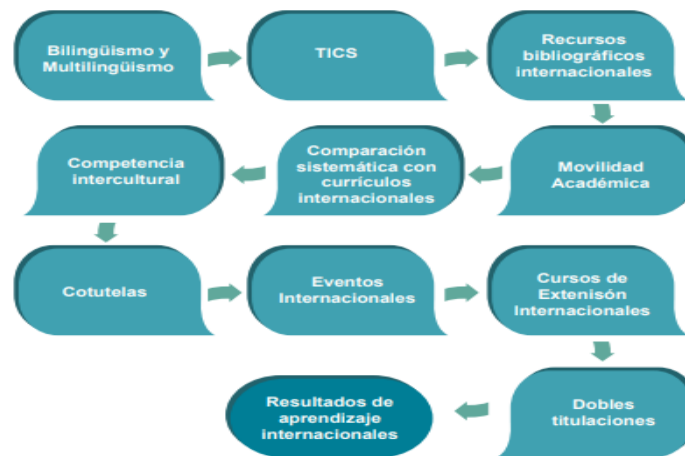 Bilingüismo y
Multilingüismo
TICS
Recursos
bibliográficos
internacionales
Movilidad
Académica
Comparación
sistemática con
currículos
internacionales
Competencia
intercultural
Cotutelas
Eventos
Internacionales
Cursos de
Extenisón
Internacionales
Dobles
titulaciones
Resultados de
aprendizaje
internacionales